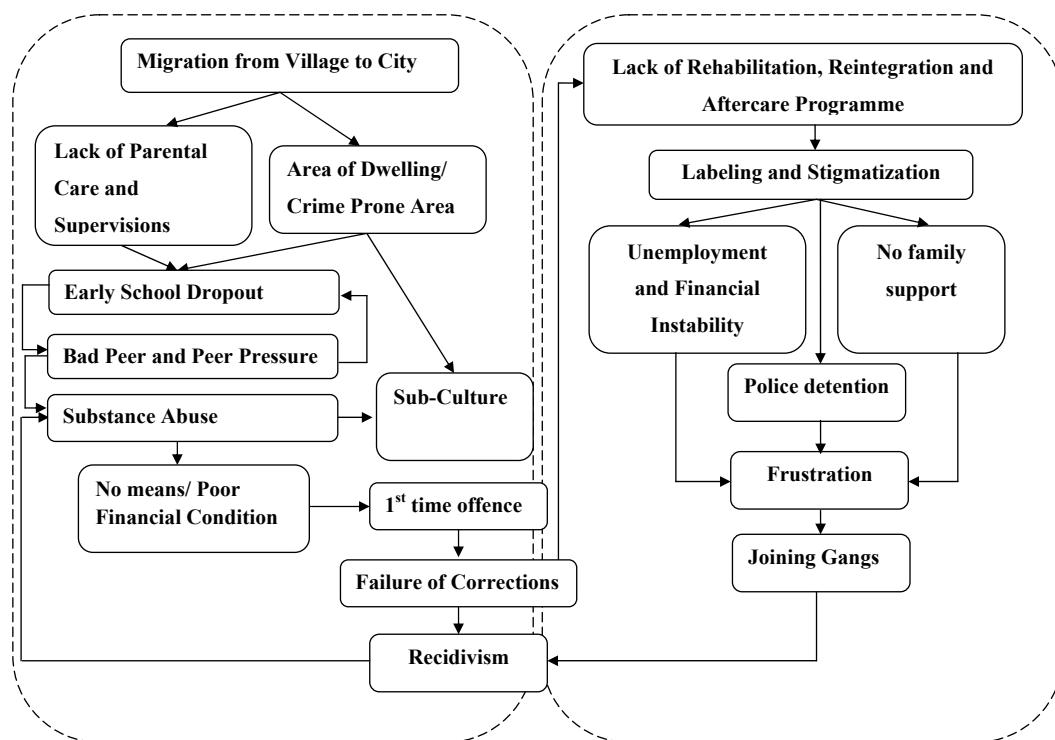 Migration from Village to City
Lack of Parental
Care and
Supervisions
Area of Dwelling/
Crime Prone Area
Early School Dropout
Bad Peer and Peer Pressure
Substance Abuse
Sub-Culture
No means/ Poor
Financial Condition
1st time offence
Failure of Corrections
Recidivism
Lack of Rehabilitation, Reintegration and
Aftercare Programme
Labeling and Stigmatization
Unemployment
and Financial
Instability
No family
support
Police detention
Frustration
Joining Gangs